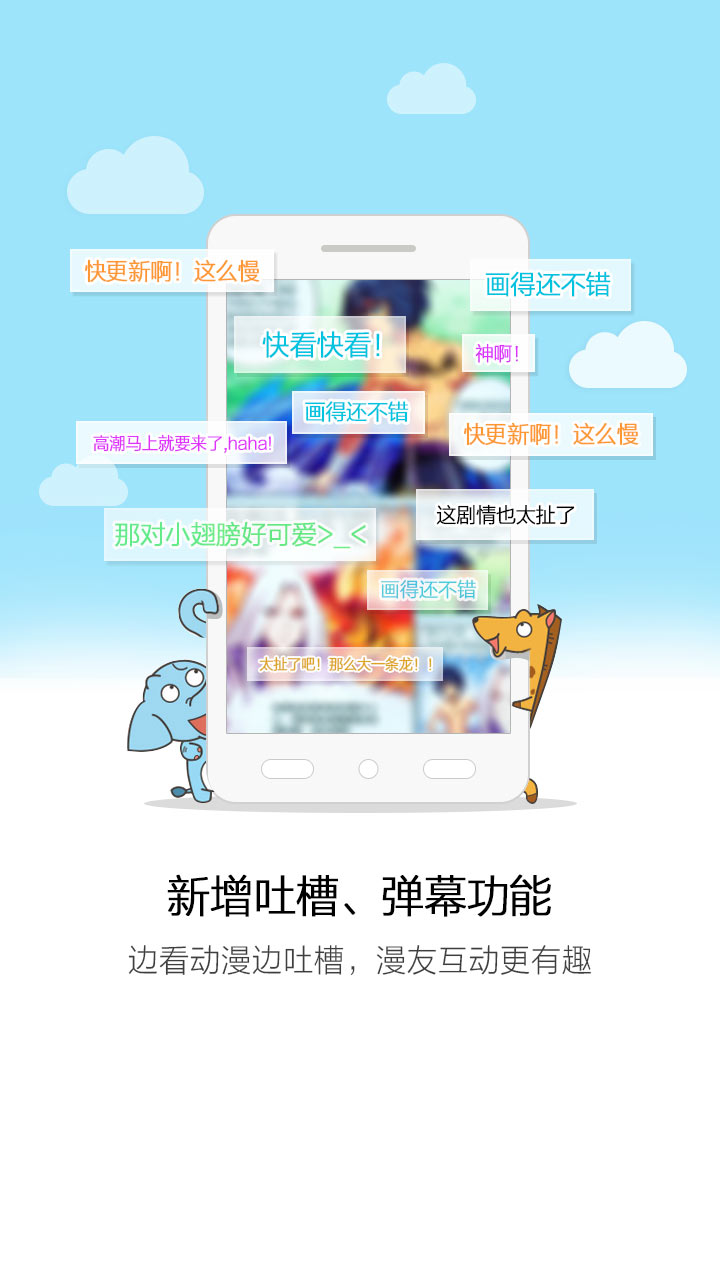 快更新啊！这么慢
画得还不错
快看快看！
神啊！
画得还不错
快更新啊！这么慢
高潮马上就要来了,haha!
这剧情也太扯了
那对小翅膀好可爱>_<
画得还不错
太扯了吧！那么大一条龙！！
新增吐槽、弹幕功能
边看动漫边吐槽，漫友互动更有趣